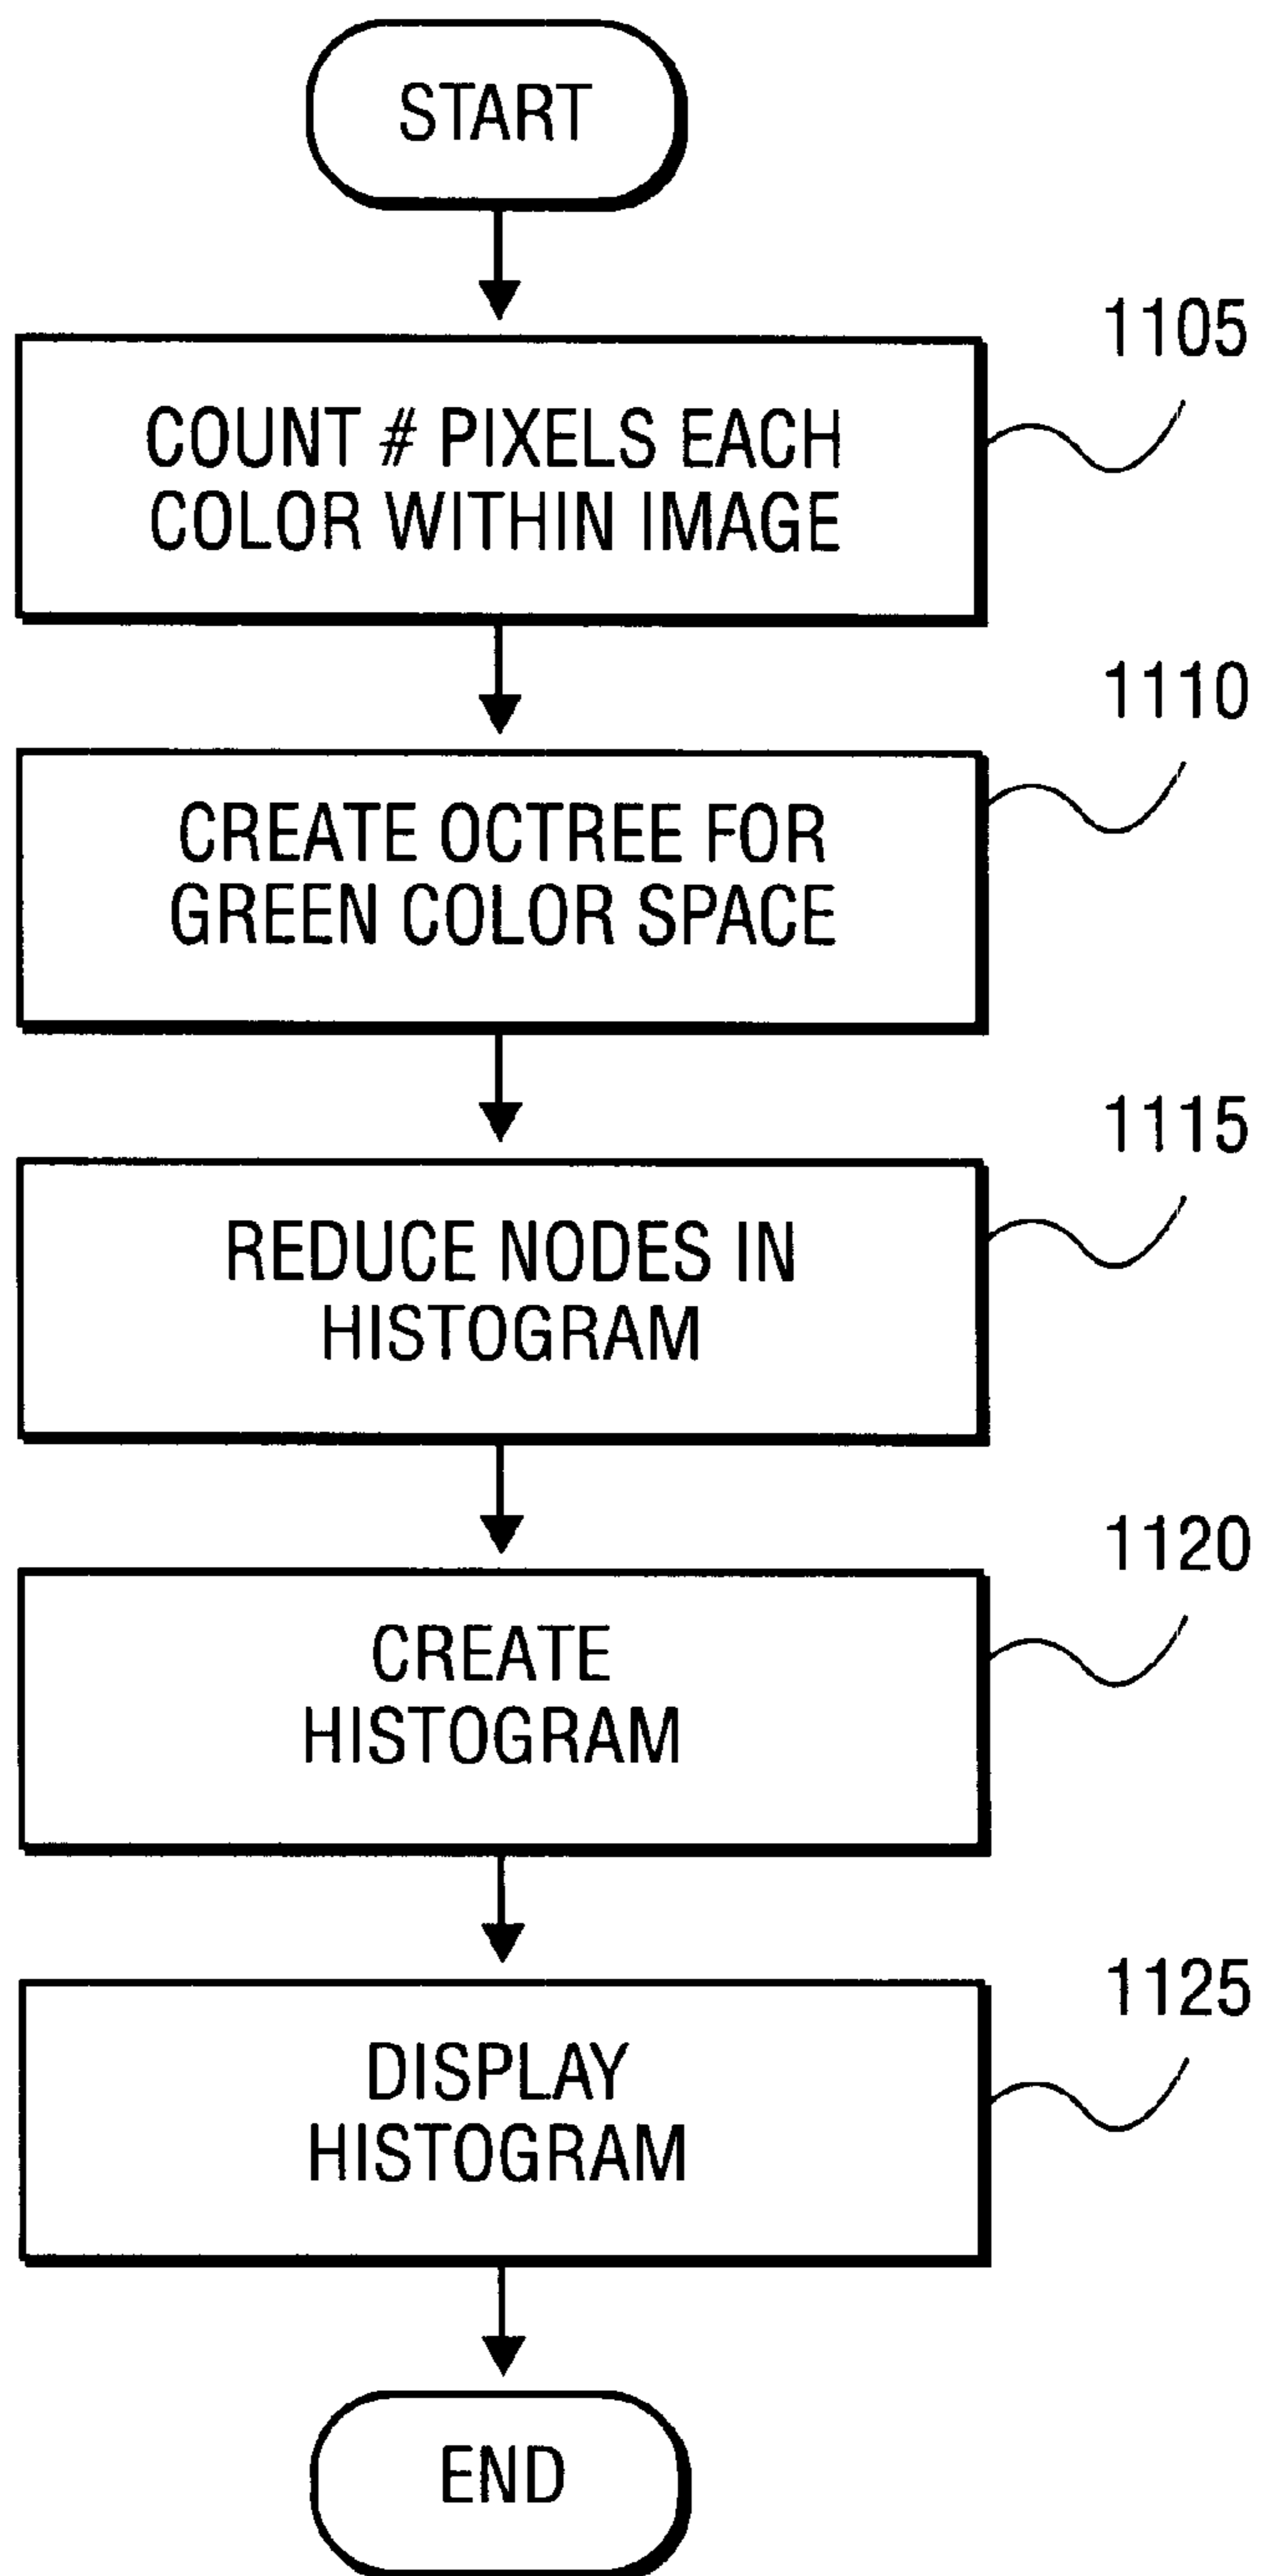 START
1105
COUNT # PIXELS EACH
COLOR WITHIN IMAGE
1110
CREATE OCTREE FOR
GREEN COLOR SPACE
1115
REDUCE NODES IN
HISTOGRAM
1120
CREATE
HISTOGRAM
1125
DISPLAY
HISTOGRAM
END